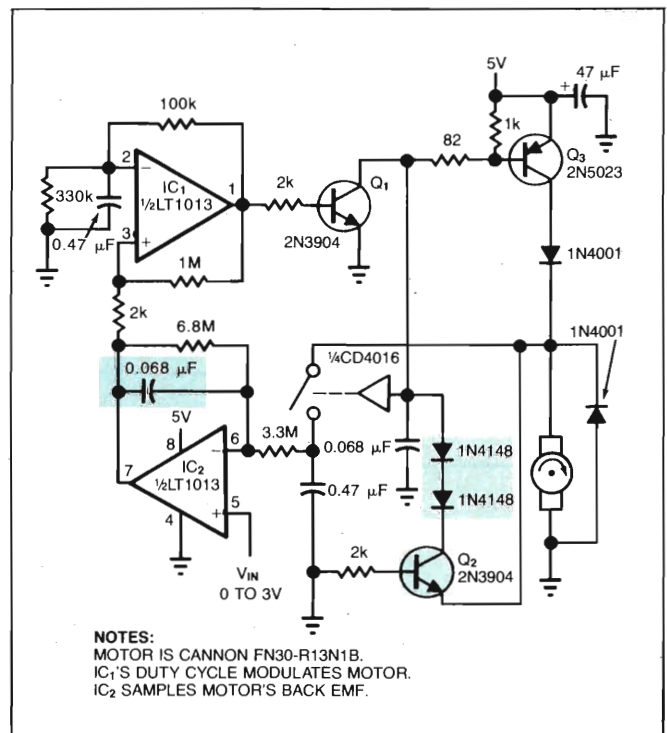 5V
47 μF
+
100k
1k
82
Q₃
2N5023
2
−
330k
IC₁
½LT1013
1
2k
Q₁
2N3904
0.47 μF
3
+
1M
1N4001
2k
6.8M
1N4001
¼CD4016
0.068 μF
5V
8
6
−
3.3M
0.068 μF
1N4148
7
IC₂
½LT1013
5
+
0.47 μF
1N4148
4
2k
Q₂
2N3904
V_IN
0 TO 3V
NOTES:
MOTOR IS CANNON FN30-R13N1B.
IC₁'S DUTY CYCLE MODULATES MOTOR.
IC₂ SAMPLES MOTOR'S BACK EMF.